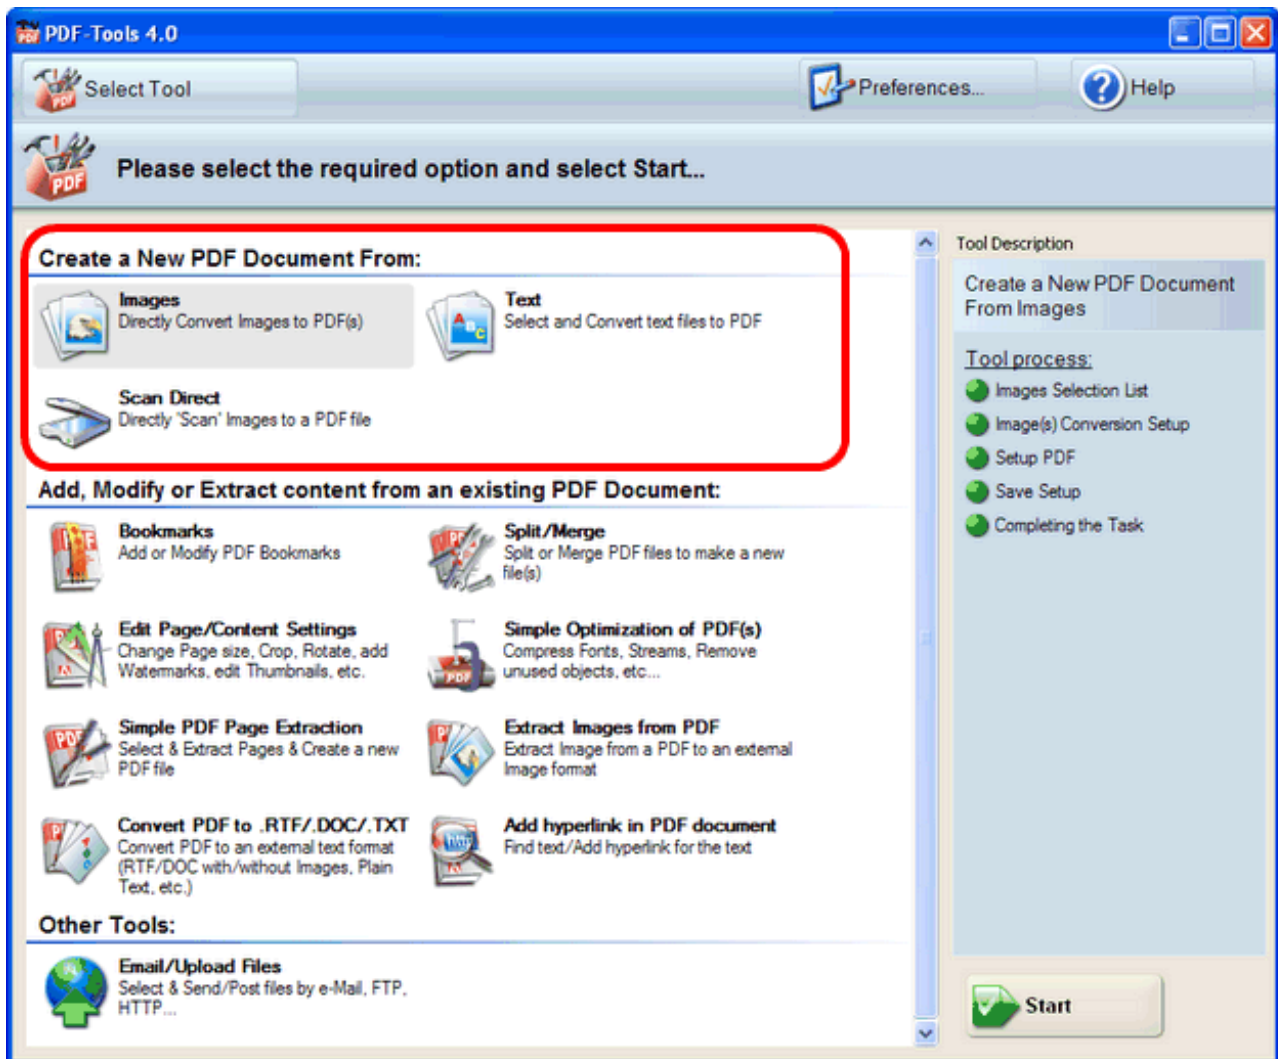 PDF-Tools 4.0
Select Tool
Preferences...
Help
Please select the required option and select Start...
Create a New PDF Document From:
Images
Directly Convert Images to PDF(s)
Text
Select and Convert text files to PDF
Scan Direct
Directly 'Scan' Images to a PDF file
Add, Modify or Extract content from an existing PDF Document:
Bookmarks
Add or Modify PDF Bookmarks
Split/Merge
Split or Merge PDF files to make a new
file(s)
Edit Page/Content Settings
Change Page size, Crop, Rotate, add
Watermarks, edit Thumbnails, etc.
Simple Optimization of PDF(s)
Compress Fonts, Streams, Remove
unused objects, etc...
Simple PDF Page Extraction
Select & Extract Pages & Create a new
PDF file
Extract Images from PDF
Extract Image from a PDF to an external
Image format
Convert PDF to .RTF/.DOC/.TXT
Convert PDF to an external text format
(RTF/DOC with/without Images, Plain
Text, etc.)
Add hyperlink in PDF document
Find text/Add hyperlink for the text
Other Tools:
Email/Upload Files
Select & Send/Post files by e-Mail, FTP,
HTTP...
Tool Description
Create a New PDF Document
From Images
Tool process:
Images Selection List
Image(s) Conversion Setup
Setup PDF
Save Setup
Completing the Task
Start